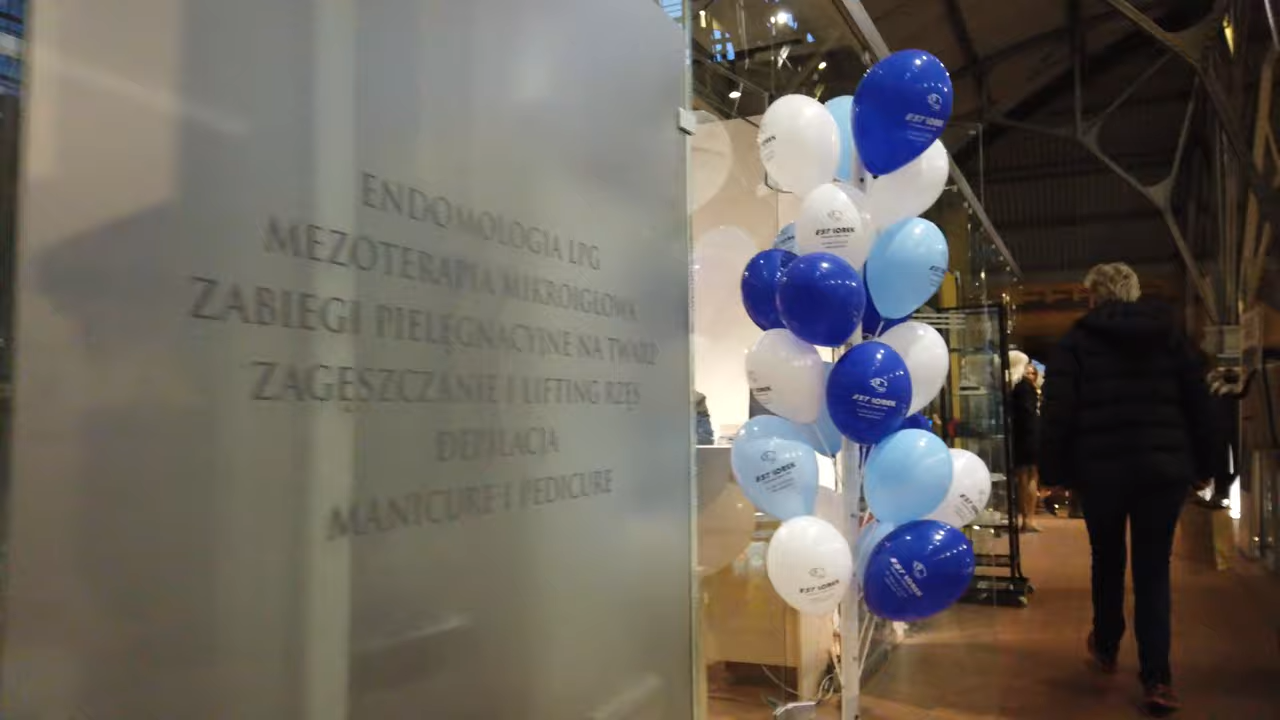 ENDOMOLOGIA LPG
MEZOTERAPIA MIKROIGŁOWA
ZABIEGI PIELĘGNACYJNE NA TWARZ
ZAGĘSZCZANIE I LIFTING RZĘS
DEPILACJA
MANICURE I PEDICURE